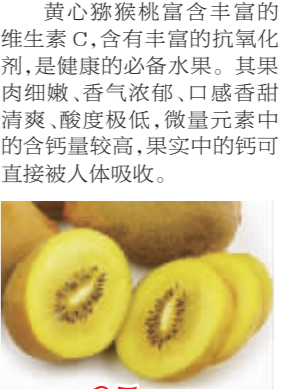 黄心猕猴桃富含丰富的
维生素C,含有丰富的抗氧化
剂,是健康的必备水果。其果
肉细嫩、香气浓郁、口感香甜
清爽、酸度极低,微量元素中
的含钙量较高,果实中的钙可
直接被人体吸收。